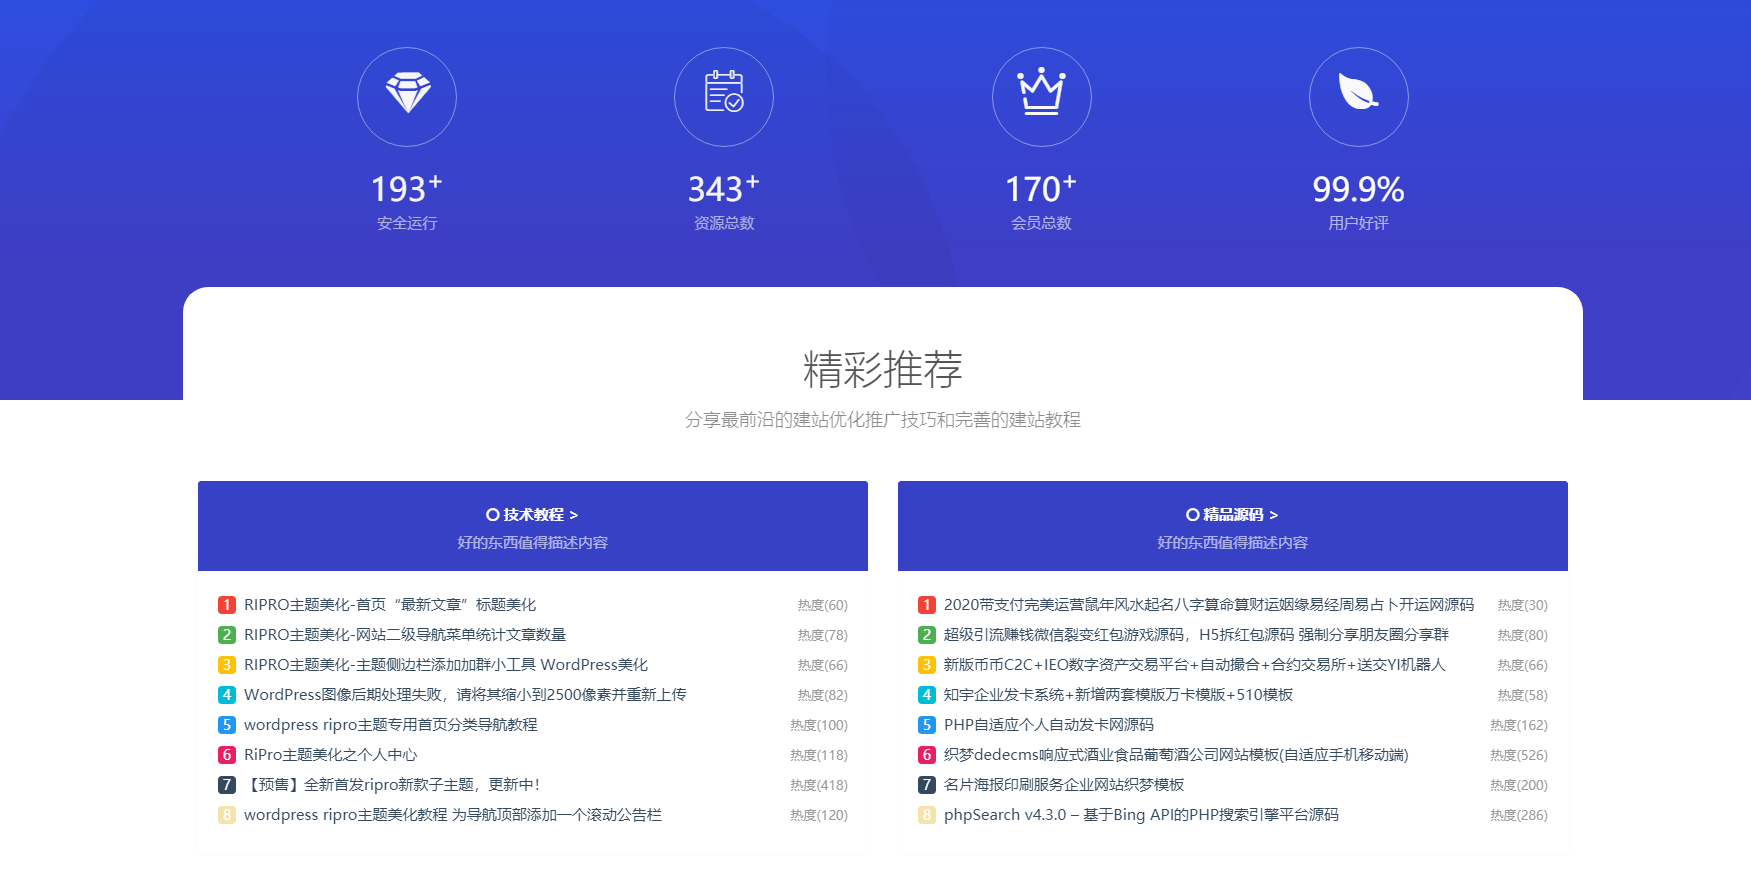 193+
安全运行
343+
资源总数
170+
会员总数
99.9%
用户好评
精彩推荐
分享最前沿的建站优化推广技巧和完善的建站教程
技术教程 >
好的东西值得描述内容
1 RIPRO主题美化-首页“最新文章”标题美化 热度(60)
2 RIPRO主题美化-网站二级导航菜单统计文章数量 热度(78)
3 RIPRO主题美化-主题侧边栏添加加群小工具 WordPress美化 热度(66)
4 WordPress图像后期处理失败，请将其缩小到2500像素并重新上传 热度(82)
5 wordpress ripro主题专用首页分类导航教程 热度(100)
6 RiPro主题美化之个人中心 热度(118)
7 【预售】全新首发ripro新款子主题，更新中！ 热度(418)
8 wordpress ripro主题美化教程 为导航顶部添加一个滚动公告栏 热度(120)
精品源码 >
好的东西值得描述内容
1 2020带支付完美运营鼠年风水起名八字算命算财运姻缘易经周易占卜开运网源码 热度(30)
2 超级引流赚钱微信裂变红包游戏源码，H5拆红包源码 强制分享朋友圈分享群 热度(80)
3 新版币币C2C+IEO数字资产交易平台+自动撮合+合约交易所+送交YI机器人 热度(66)
4 知宇企业发卡系统+新增两套模版万卡模版+510模板 热度(58)
5 PHP自适应个人自动发卡网源码 热度(162)
6 织梦dedecms响应式酒业食品葡萄酒公司网站模板(自适应手机移动端) 热度(526)
7 名片海报印刷服务企业网站织梦模板 热度(200)
8 phpSearch v4.3.0 – 基于Bing API的PHP搜索引擎平台源码 热度(286)